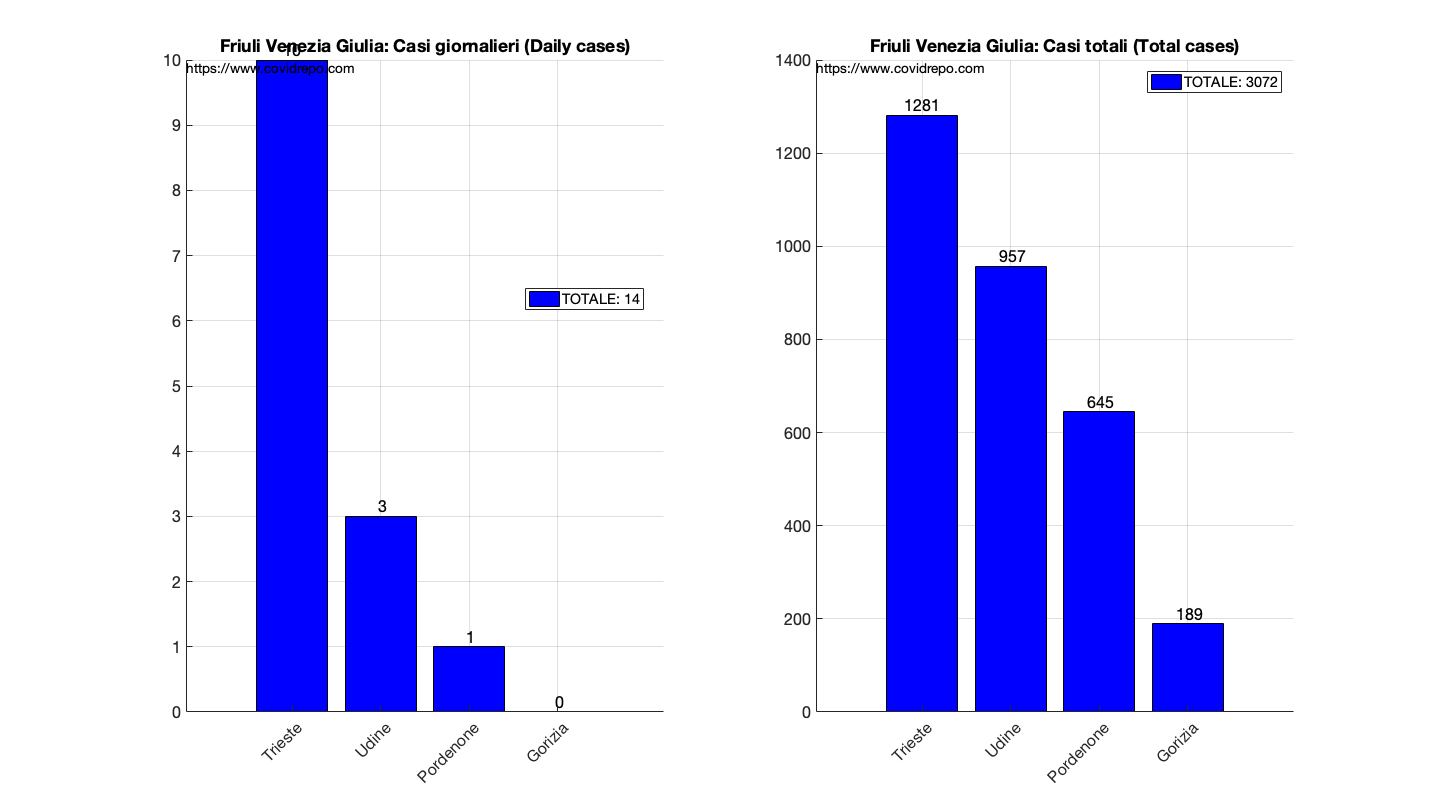 Friuli Venezia Giulia: Casi giornalieri (Daily cases)
10
https://www.covidrepo.com
10
9
8
7
6
5
4
3
2
1
0
3
1
0
TOTALE: 14
Trieste
Udine
Pordenone
Gorizia
Friuli Venezia Giulia: Casi totali (Total cases)
https://www.covidrepo.com
TOTALE: 3072
1400
1200
1000
800
600
400
200
0
1281
957
645
189
Trieste
Udine
Pordenone
Gorizia